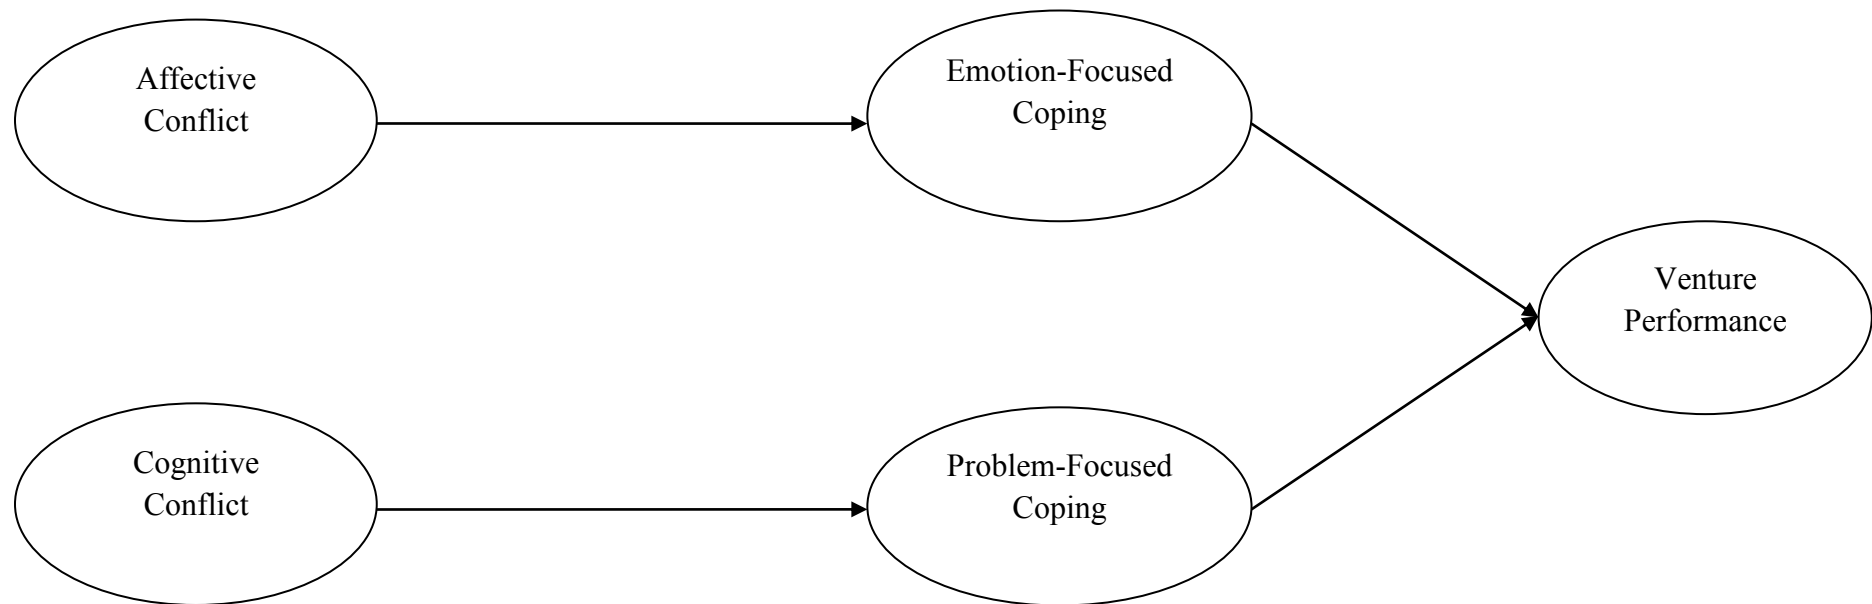 Affective
Conflict
Emotion-Focused
Coping
Venture
Performance
Cognitive
Conflict
Problem-Focused
Coping